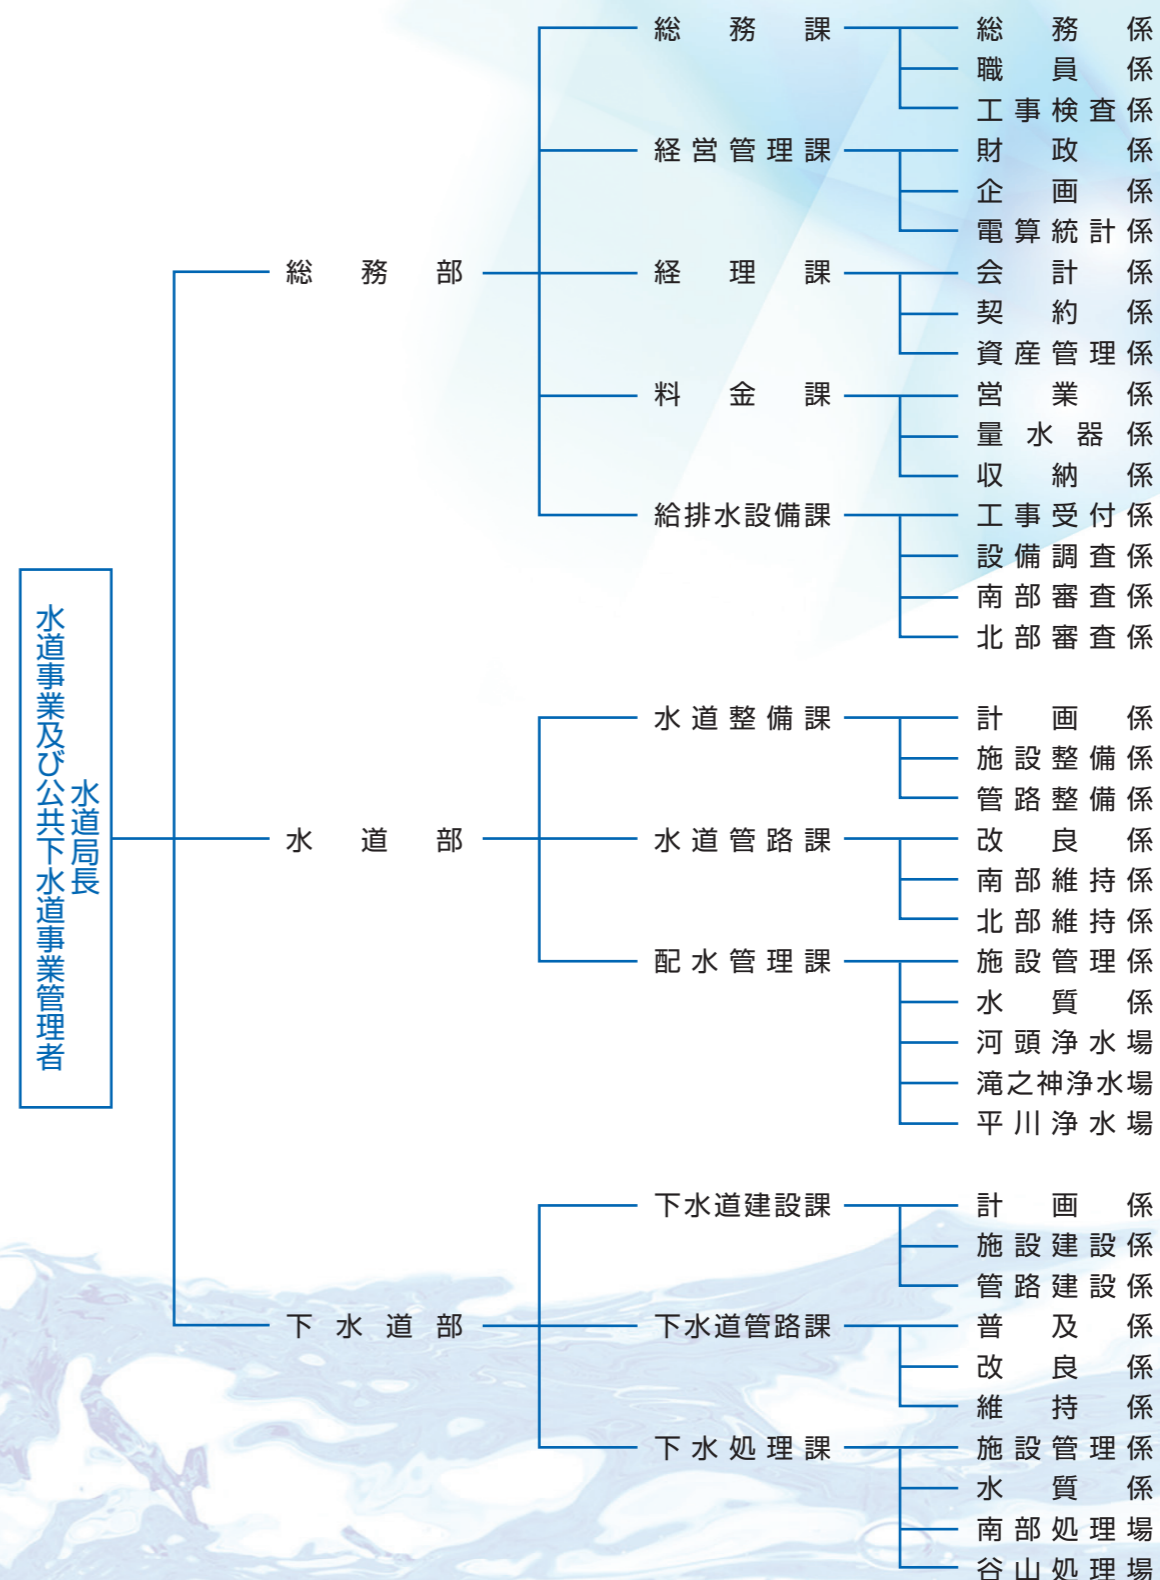 水道事業及び公共下水道事業管理者
水道局長
総務部
総務課
総務係
職員係
工事検査係
経営管理課
財政係
企画係
電算統計係
経理課
会計係
契約係
資産管理係
料金課
営業係
量水器係
収納係
給排水設備課
工事受付係
設備調査係
南部審査係
北部審査係
水道部
水道整備課
計画係
施設整備係
管路整備係
水道管路課
改良係
南部維持係
北部維持係
配水管理課
施設管理係
水質係
河頭浄水場
滝之神浄水場
平川浄水場
下水道部
下水道建設課
計画係
施設建設係
管路建設係
下水道管路課
普及係
改良係
維持係
下水処理課
施設管理係
水質係
南部処理場
谷山処理場